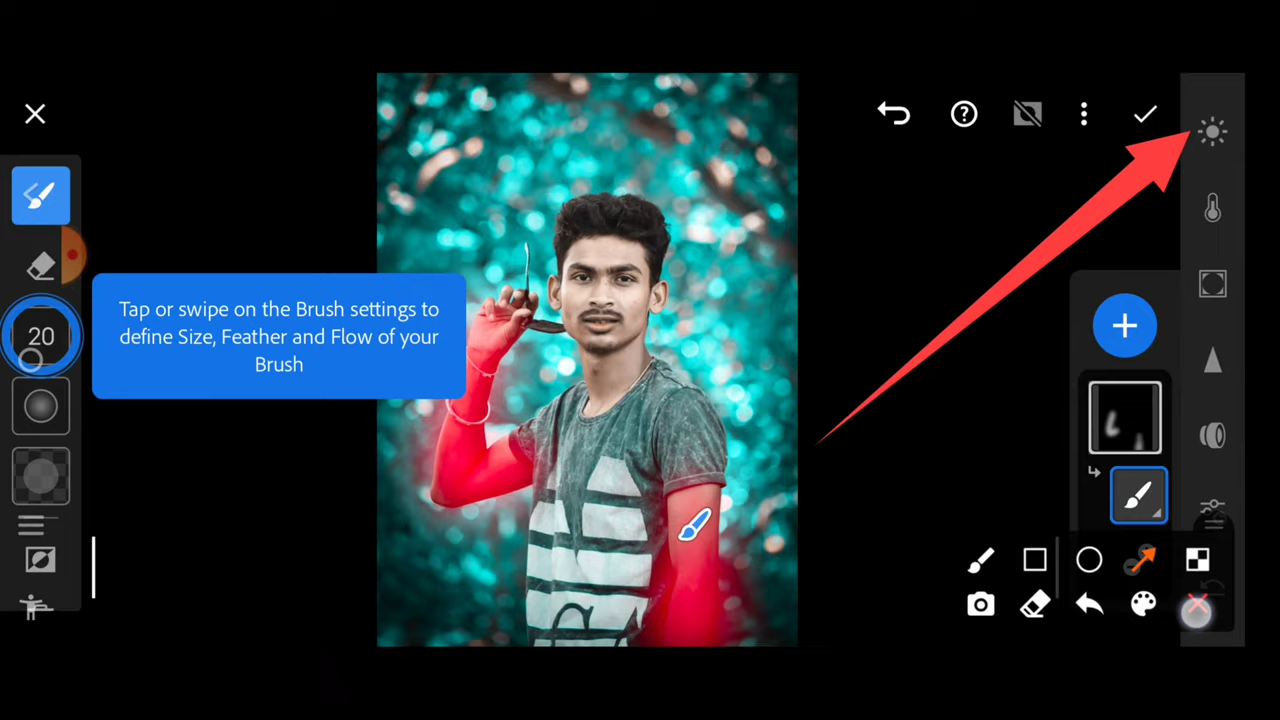 Tap or swipe on the Brush settings to
define Size, Feather and Flow of your
Brush
20